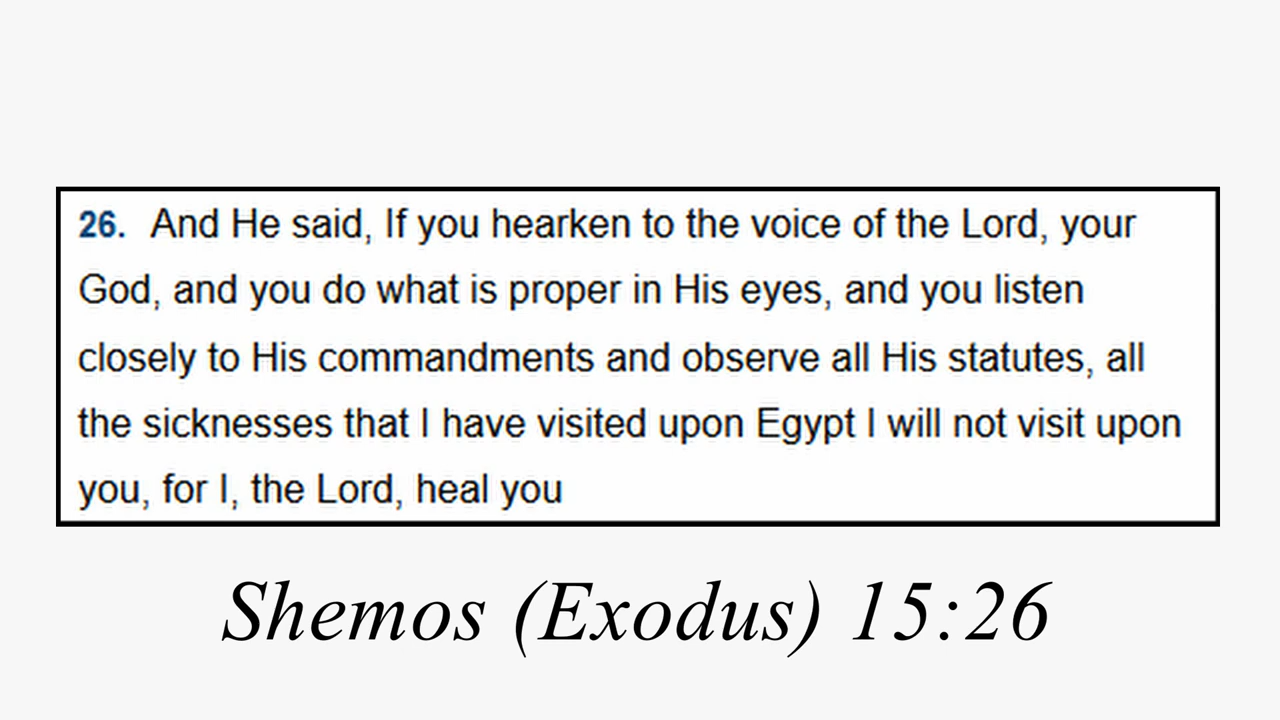 26. And He said, If you hearken to the voice of the Lord, your
God, and you do what is proper in His eyes, and you listen
closely to His commandments and observe all His statutes, all
the sicknesses that I have visited upon Egypt I will not visit upon
you, for I, the Lord, heal you
Shemos (Exodus) 15:26